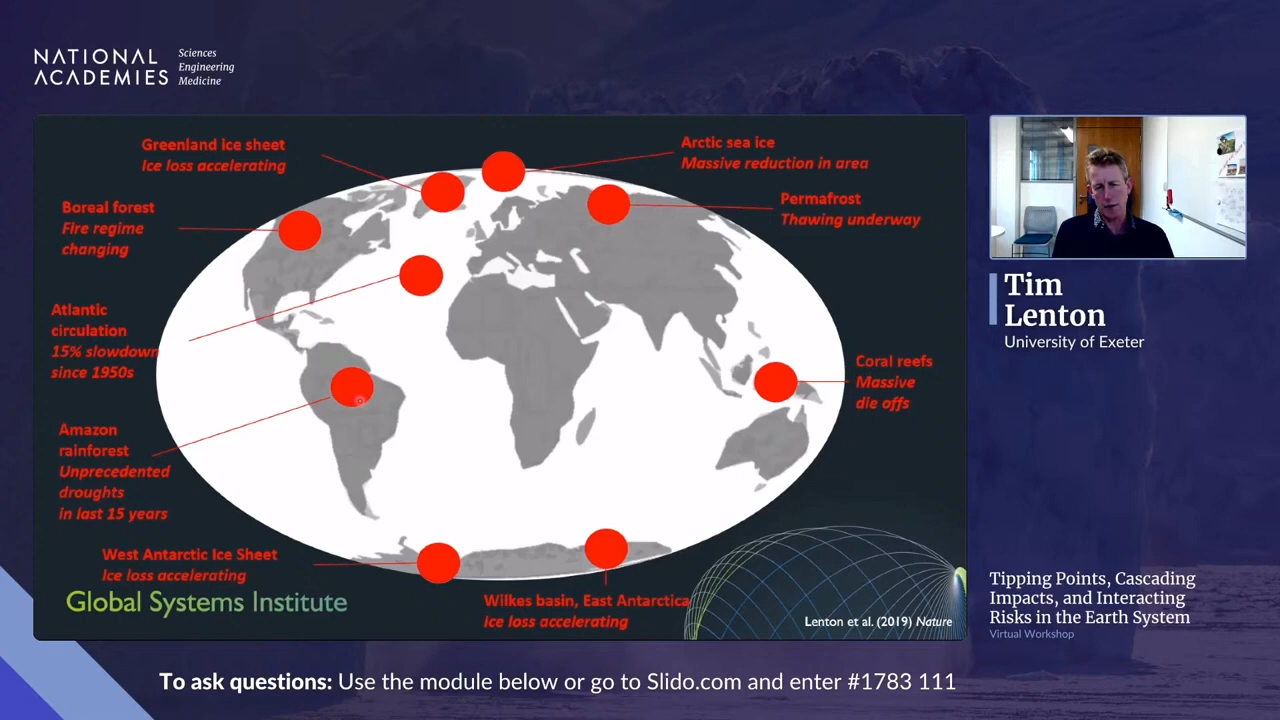 NATIONAL
ACADEMIES
Sciences
Engineering
Medicine
Greenland ice sheet
Ice loss accelerating
Arctic sea ice
Massive reduction in area
Permafrost
Thawing underway
Boreal forest
Fire regime
changing
Atlantic
circulation
15% slowdown
since 1950s
Coral reefs
Massive
die offs
Amazon
rainforest
Unprecedented
droughts
in last 15 years
West Antarctic Ice Sheet
Ice loss accelerating
Wilkes basin, East Antarctica
Ice loss accelerating
Global Systems Institute
Lenton et al. (2019) Nature
Tim
Lenton
University of Exeter
Tipping Points, Cascading
Impacts, and Interacting
Risks in the Earth System
Virtual Workshop
To ask questions: Use the module below or go to Slido.com and enter #1783 111